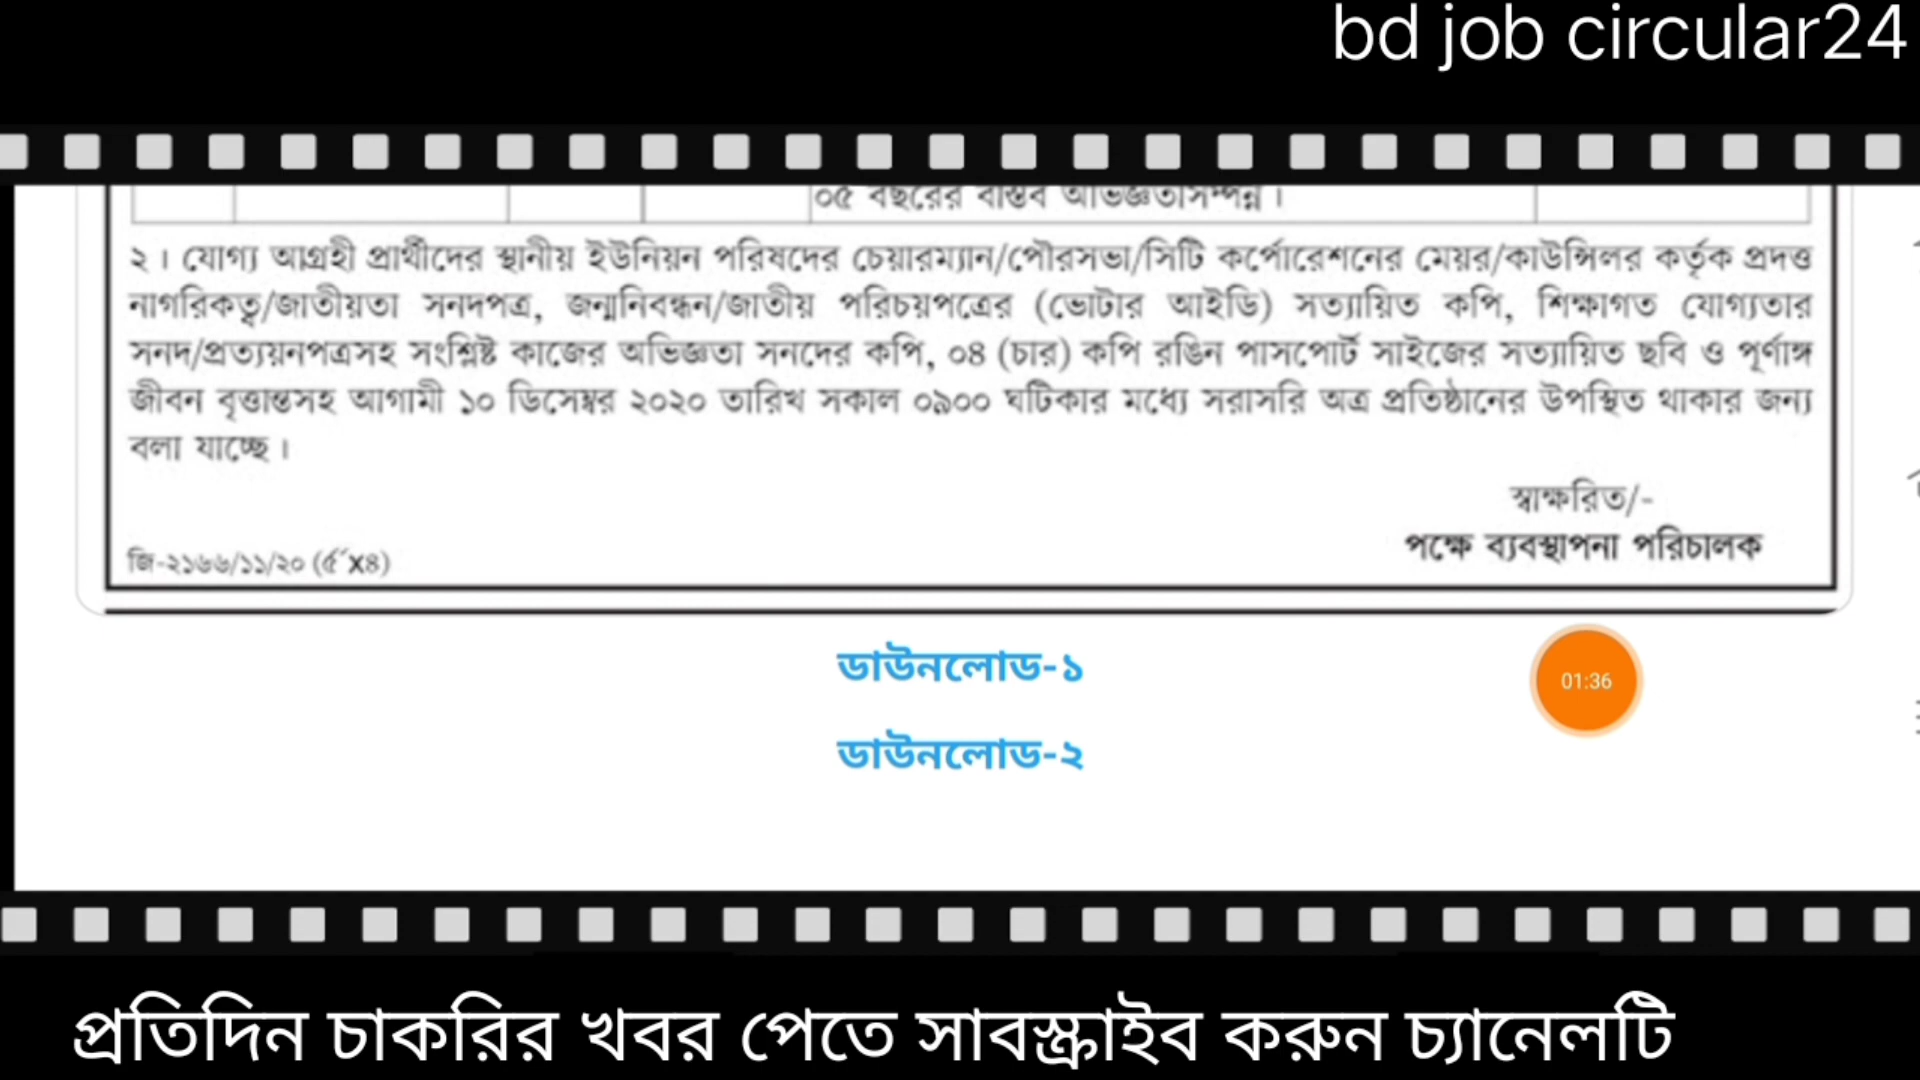 bd job circular24
০৫ বছরের বাস্তব অভিজ্ঞতাসম্পন্ন।
২। যোগ্য আগ্রহী প্রার্থীদের স্থানীয় ইউনিয়ন পরিষদের চেয়ারম্যান/পৌরসভা/সিটি কর্পোরেশনের মেয়র/কাউন্সিলর কর্তৃক প্রদত্ত
নাগরিকত্ব/জাতীয়তা সনদপত্র, জন্মনিবন্ধন/জাতীয় পরিচয়পত্রের (ভোটার আইডি) সত্যায়িত কপি, শিক্ষাগত যোগ্যতার
সনদ/প্রত্যয়নপত্রসহ সংশ্লিষ্ট কাজের অভিজ্ঞতা সনদের কপি, ০৪ (চার) কপি রঙিন পাসপোর্ট সাইজের সত্যায়িত ছবি ও পূর্ণাঙ্গ
জীবন বৃত্তান্তসহ আগামী ১০ ডিসেম্বর ২০২০ তারিখ সকাল ০৯০০ ঘটিকার মধ্যে সরাসরি অত্র প্রতিষ্ঠানের উপস্থিত থাকার জন্য
বলা যাচ্ছে।
স্বাক্ষরিত/-
পক্ষে ব্যবস্থাপনা পরিচালক
জি-২১৬৬/১১/২০ (৫˝x৪)
ডাউনলোড-১
01:36
ডাউনলোড-২
প্রতিদিন চাকরির খবর পেতে সাবস্ক্রাইব করুন চ্যানেলটি